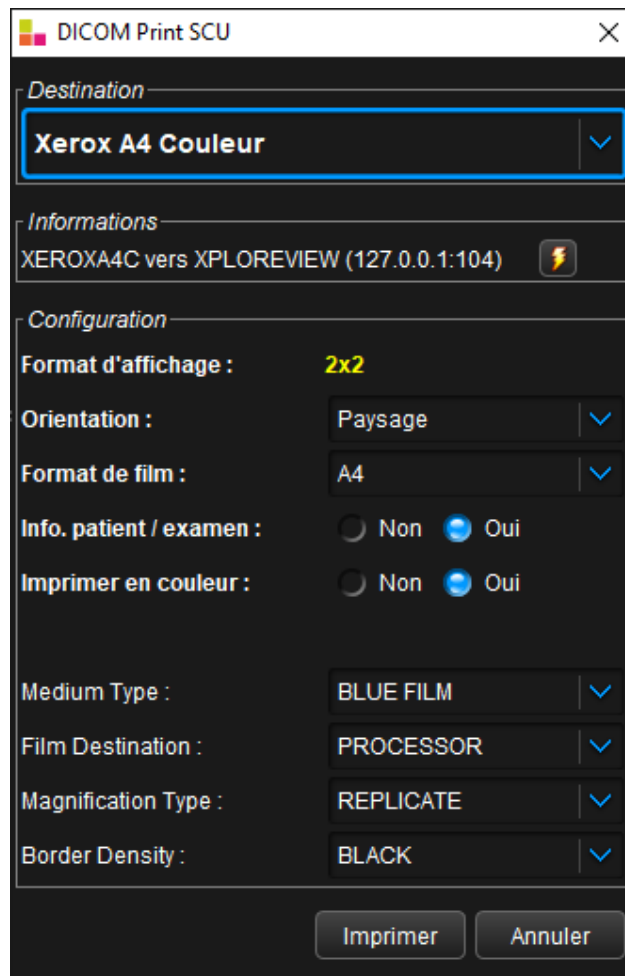 DICOM Print SCU
Destination
Xerox A4 Couleur
Informations
XEROXA4C vers XPLOREVIEW (127.0.0.1:104)
Configuration
Format d'affichage : 2x2
Orientation : Paysage
Format de film : A4
Info. patient / examen : Non Oui
Imprimer en couleur : Non Oui
Medium Type : BLUE FILM
Film Destination : PROCESSOR
Magnification Type : REPLICATE
Border Density : BLACK
Imprimer Annuler